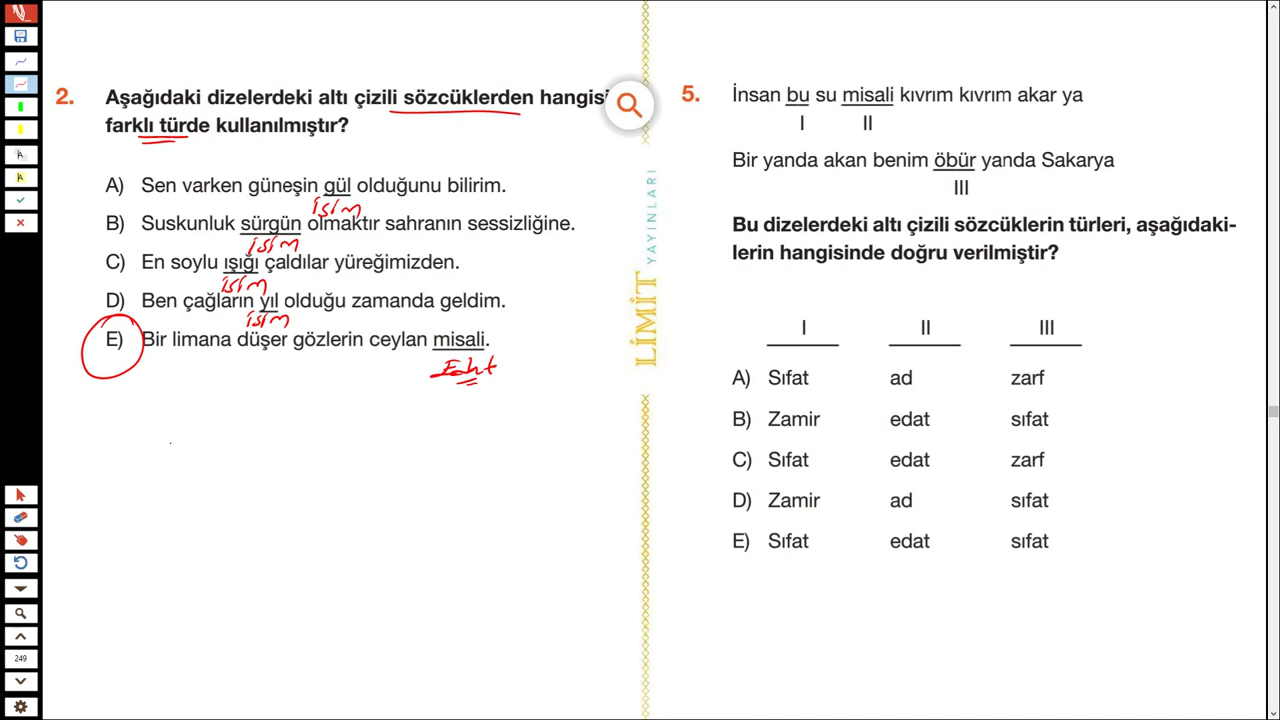 2. Aşağıdaki dizelerdeki altı çizili sözcüklerden hangisi
farklı türde kullanılmıştır?
A) Sen varken güneşin gül olduğunu bilirim.
isim
B) Suskunluk sürgün olmaktır sahranın sessizliğine.
isim
C) En soylu ışığı çaldılar yüreğimizden.
isim
D) Ben çağların yıl olduğu zamanda geldim.
isim
E) Bir limana düşer gözlerin ceylan misali.
Edat
LİMİT YAYINLARI
5. İnsan bu su misali kıvrım kıvrım akar ya
I II
Bir yanda akan benim öbür yanda Sakarya
III
Bu dizelerdeki altı çizili sözcüklerin türleri, aşağıdaki-
lerin hangisinde doğru verilmiştir?
I II III
A) Sıfat ad zarf
B) Zamir edat sıfat
C) Sıfat edat zarf
D) Zamir ad sıfat
E) Sıfat edat sıfat
249